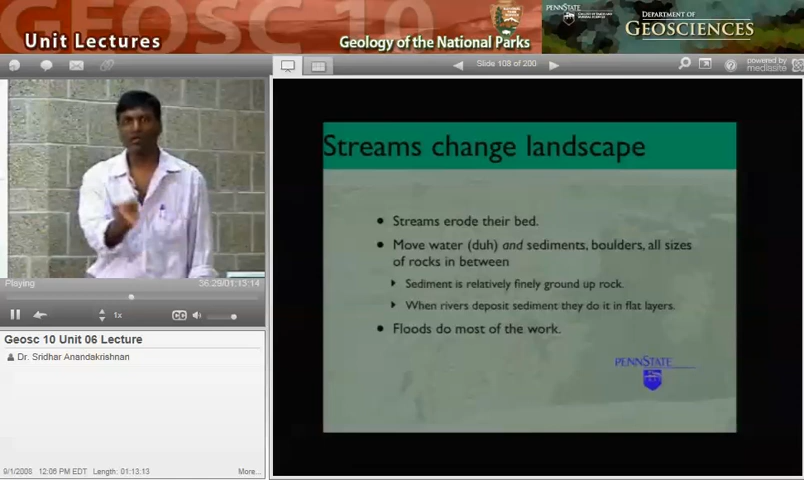 GEOSC 10
Unit Lectures
Geology of the National Parks
PENNSTATE
DEPARTMENT OF
GEOSCIENCES
Slide 108 of 200
powered by
mediasite
Streams change landscape
• Streams erode their bed.
• Move water (duh) and sediments, boulders, all sizes
of rocks in between
Sediment is relatively finely ground up rock.
When rivers deposit sediment they do it in flat layers.
• Floods do most of the work.
PENNSTATE
Playing
36:29/01:13:14
1x
CC
Geosc 10 Unit 06 Lecture
Dr. Sridhar Anandakrishnan
9/1/2008 12:06 PM EDT Length: 01:13:13
More...